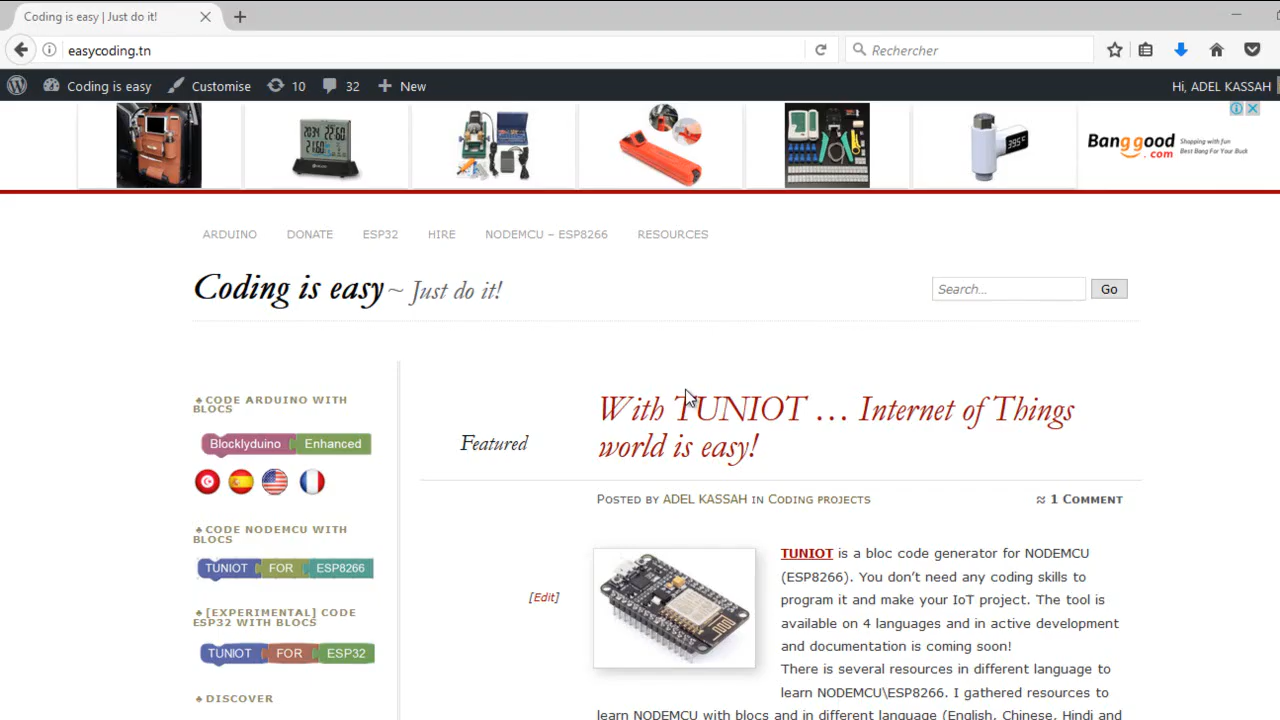 Coding is easy | Just do it!
easycoding.tn
Rechercher
Coding is easy
Customise
10
32
New
Hi, ADEL KASSAH
Banggood
.com
Shopping with fun
Best Bang For Your Buck
ARDUINO
DONATE
ESP32
HIRE
NODEMCU – ESP8266
RESOURCES
Coding is easy ~ Just do it!
Search...
Go
♠ CODE ARDUINO WITH
BLOCS
Blocklyduino Enhanced
♠ CODE NODEMCU WITH
BLOCS
TUNIOT FOR ESP8266
♠ [EXPERIMENTAL] CODE
ESP32 WITH BLOCS
TUNIOT FOR ESP32
♠ DISCOVER
Featured
With TUNIOT … Internet of Things
world is easy!
POSTED BY ADEL KASSAH IN CODING PROJECTS
≈ 1 COMMENT
[Edit]
TUNIOT is a bloc code generator for NODEMCU
(ESP8266). You don’t need any coding skills to
program it and make your IoT project. The tool is
available on 4 languages and in active development
and documentation is coming soon!
There is several resources in different language to
learn NODEMCU\ESP8266. I gathered resources to
learn NODEMCU with blocs and in different language (English, Chinese, Hindi and